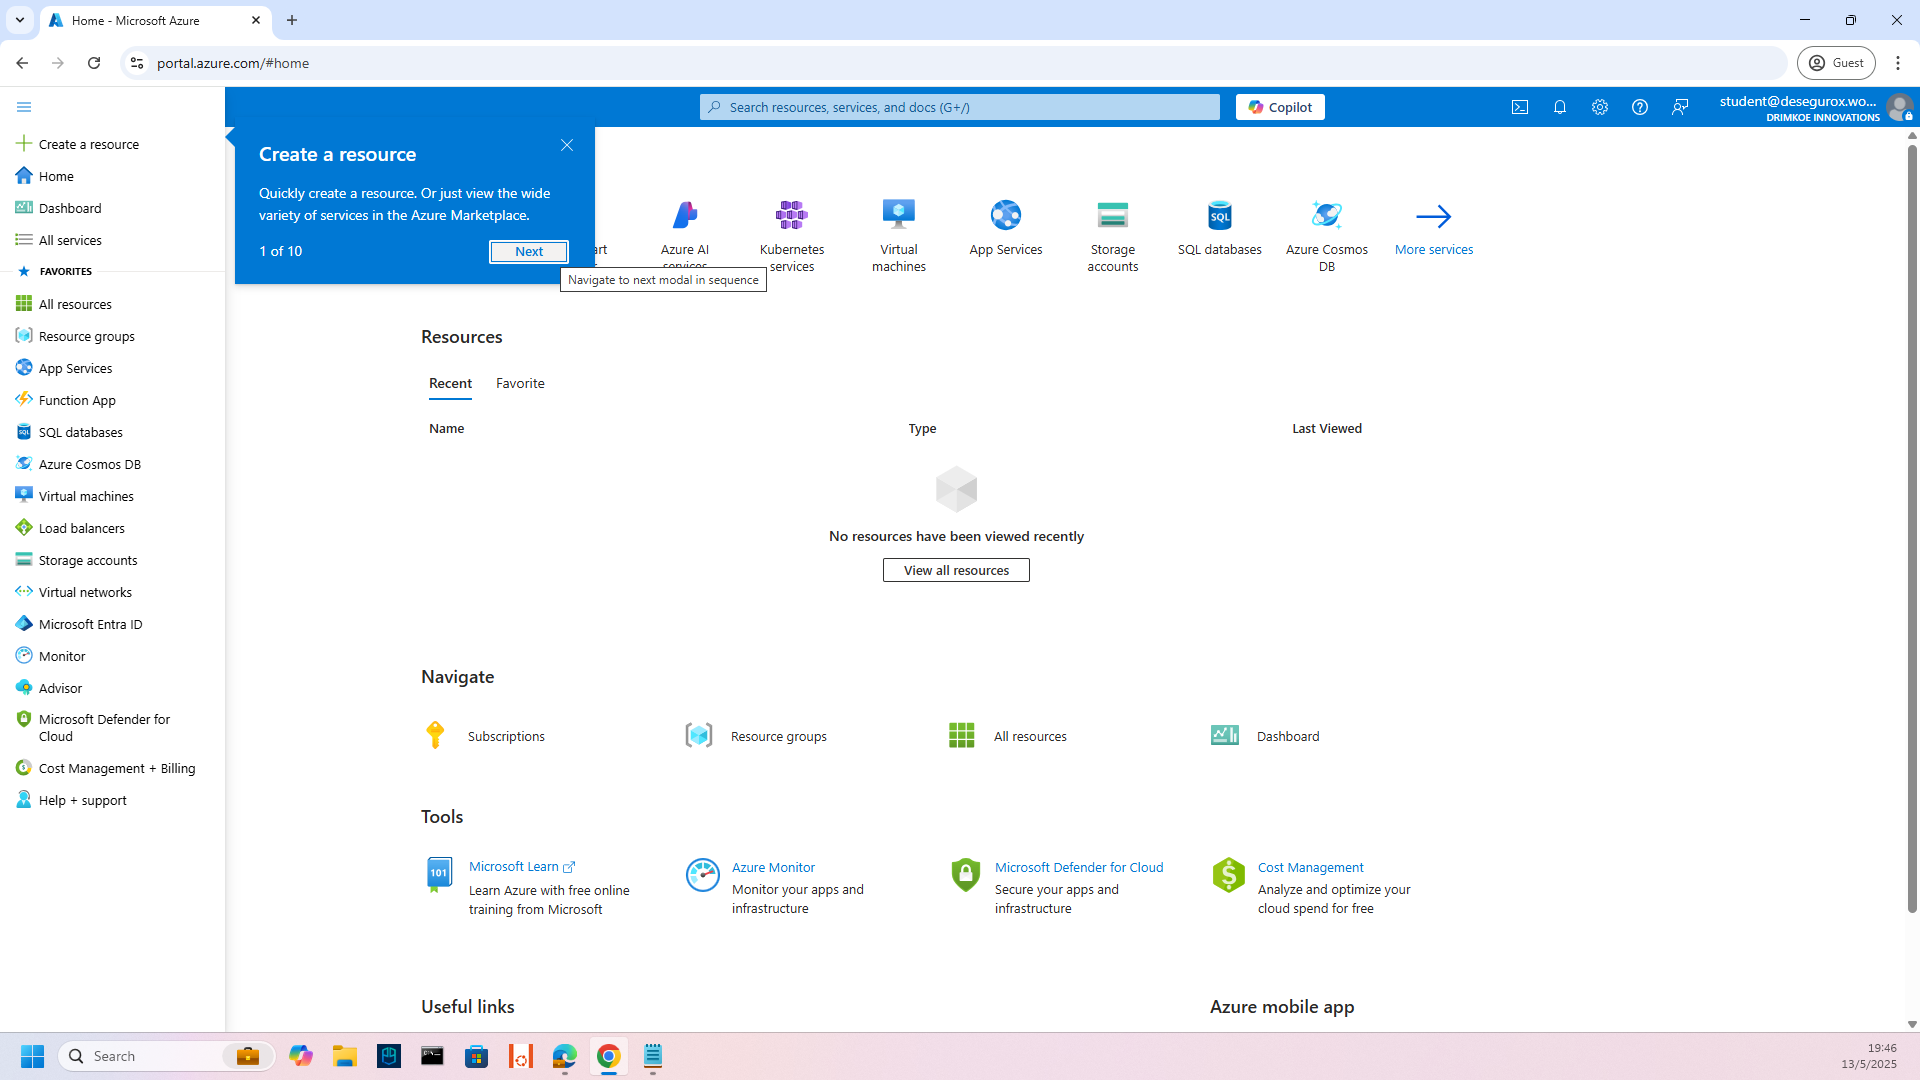 Home - Microsoft Azure
portal.azure.com/#home
Guest
Search resources, services, and docs (G+/)
Copilot
student@desegurox.wo...
DRIMKOE INNOVATIONS
Create a resource
Home
Dashboard
All services
FAVORITES
All resources
Resource groups
App Services
Function App
SQL databases
Azure Cosmos DB
Virtual machines
Load balancers
Storage accounts
Virtual networks
Microsoft Entra ID
Monitor
Advisor
Microsoft Defender for
Cloud
Cost Management + Billing
Help + support
Create a resource
Quickly create a resource. Or just view the wide
variety of services in the Azure Marketplace.
1 of 10
Next
Navigate to next modal in sequence
Azure AI
services
Kubernetes
services
Virtual
machines
App Services
Storage
accounts
SQL
SQL databases
Azure Cosmos
DB
More services
Resources
Recent
Favorite
Name
Type
Last Viewed
No resources have been viewed recently
View all resources
Navigate
Subscriptions
Resource groups
All resources
Dashboard
Tools
101
Microsoft Learn
Learn Azure with free online
training from Microsoft
Azure Monitor
Monitor your apps and
infrastructure
Microsoft Defender for Cloud
Secure your apps and
infrastructure
Cost Management
Analyze and optimize your
cloud spend for free
Useful links
Azure mobile app
Search
19:46
13/5/2025